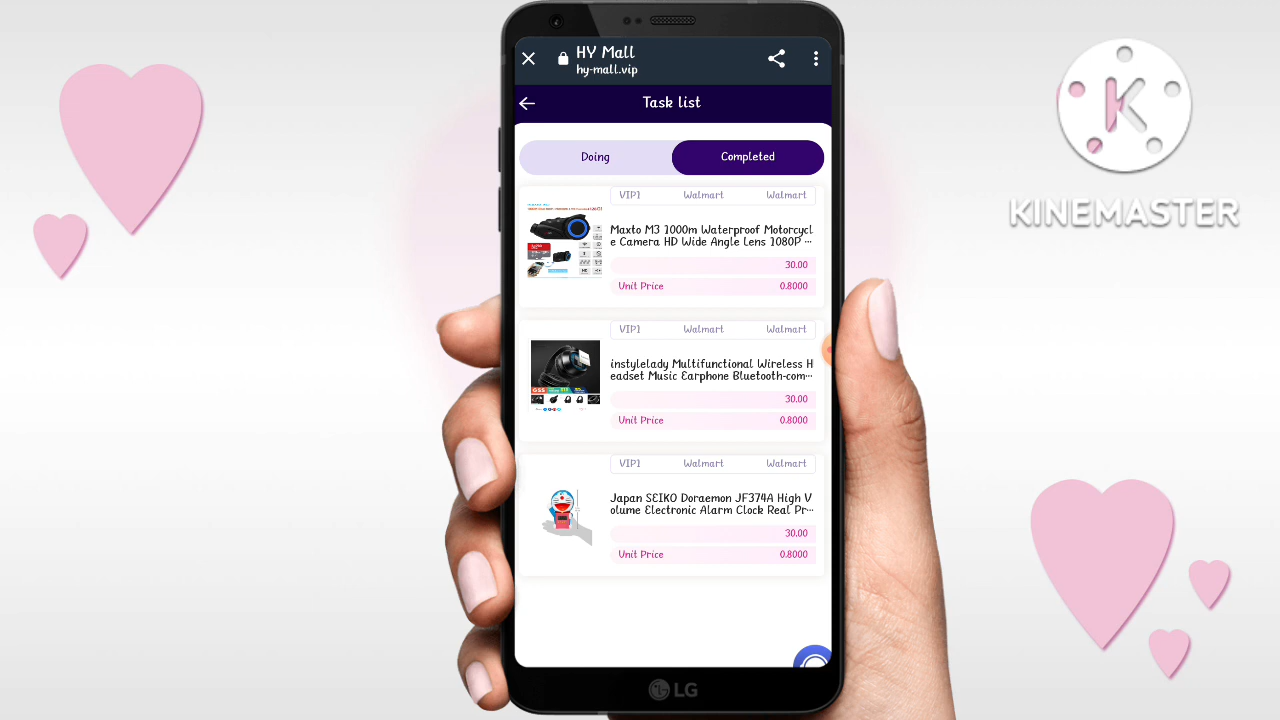 HY Mall
hy-mall.vip
Task list
Doing
Completed
VIP1 Walmart Walmart
Maxto M3 1000m Waterproof Motorcycl
e Camera HD Wide Angle Lens 1080P ...
30.00
Unit Price 0.8000
VIP1 Walmart Walmart
instylelady Multifunctional Wireless H
eadset Music Earphone Bluetooth-com...
30.00
Unit Price 0.8000
VIP1 Walmart Walmart
Japan SEIKO Doraemon JF374A High V
olume Electronic Alarm Clock Real Pr...
30.00
Unit Price 0.8000
LG
K
KINEMASTER